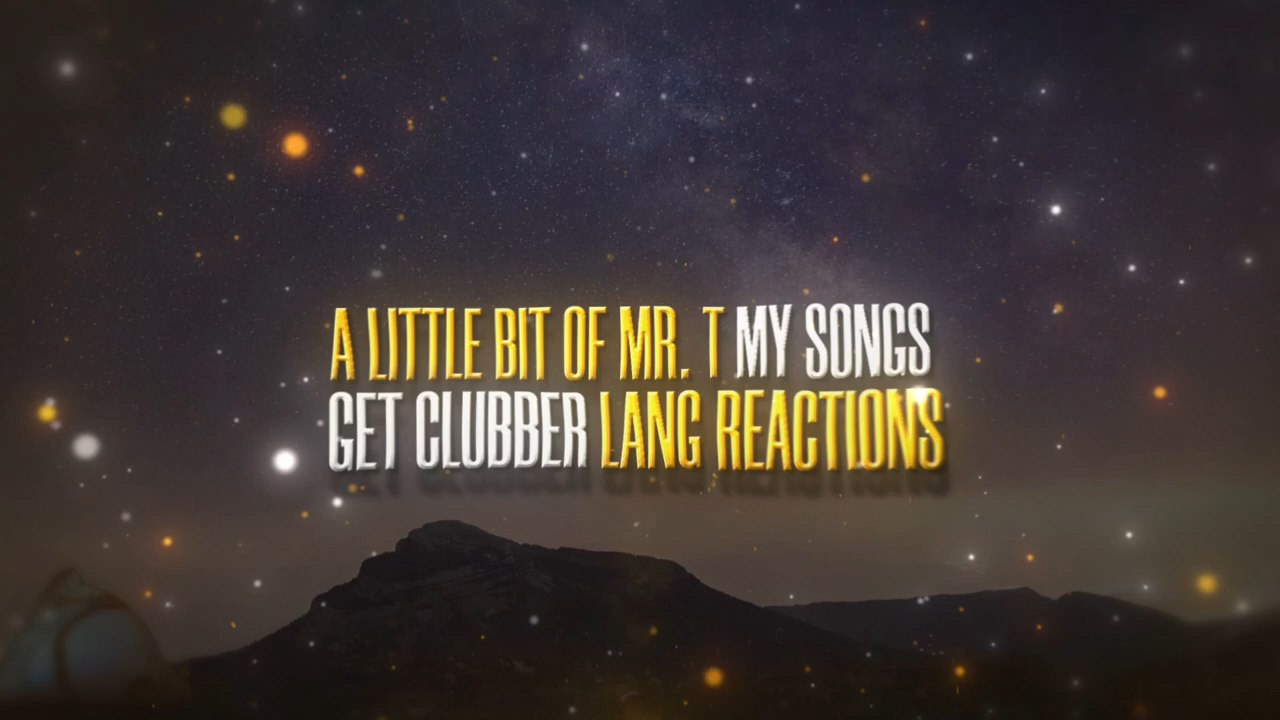 A LITTLE BIT OF MR. T MY SONGS
GET CLUBBER LANG REACTIONS